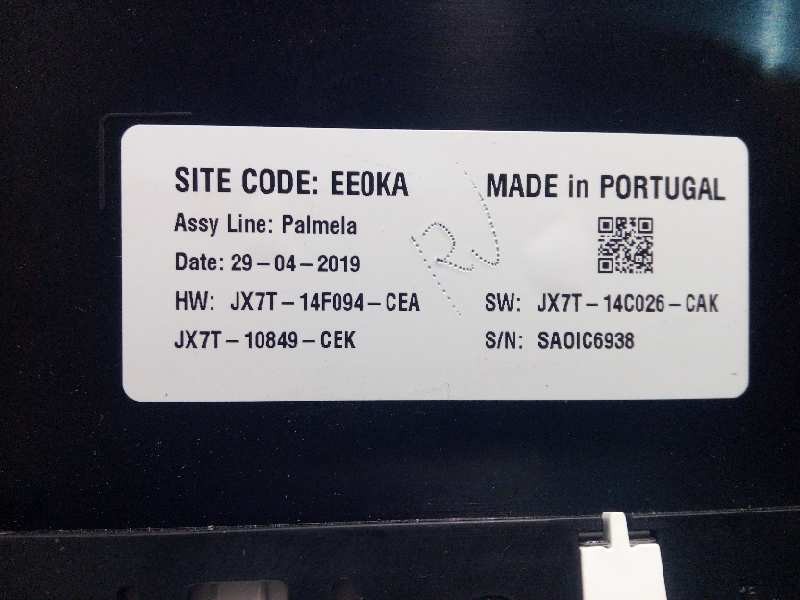 SITE CODE: EE0KA MADE in PORTUGAL
Assy Line: Palmela
Date: 29-04-2019
HW: JX7T-14F094-CEA SW: JX7T-14C026-CAK
JX7T-10849-CEK S/N: SA0IC6938